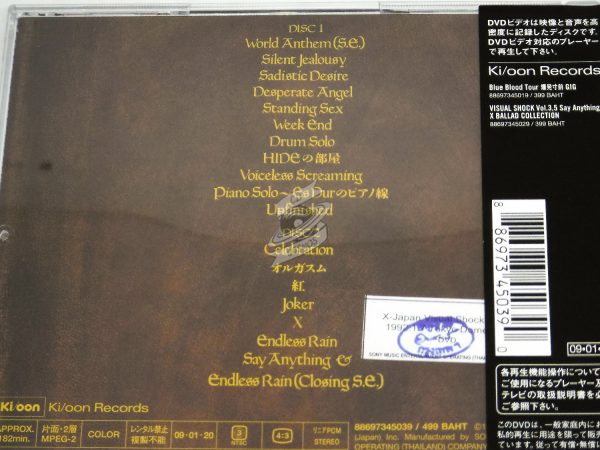 DISC 1
World Anthem (S.E.)
Silent Jealousy
Sadistic Desire
Desperate Angel
Standing Sex
Week End
Drum Solo
HIDEの部屋
Voiceless Screaming
Piano Solo~Es Durのピアノ線
Unfinished
DISC 2
Celebration
オルガスム
紅
Joker
X
Endless Rain
Say Anything &
Endless Rain (Closing S.E.)
X-Japan Visual Shock
DVD
SONY MUSIC
Ki/oon
Ki/oon Records
APPROX.
182min.
片面・2層
MPEG-2
COLOR
レンタル禁止
複製不能
09・01・20
3
NTSC
4:3
リニアPCM
STEREO
88697345039 / 499 BAHT
(Japan) Inc. Manufactured by SO
OPERATING (THAILAND) COMPANY
DVDビデオは映像と音声を高
密度に記録したディスクです。
DVDビデオ対応のプレーヤー
で再生して下さい。
Ki/oon Records
Blue Blood Tour 爆発寸前 GIG
88697345019 / 399 BAHT
VISUAL SHOCK Vol.3.5 Say Anything
X BALLAD COLLECTION
88697345029 / 399 BAHT
8 86973 45039 0
09・01・
各再生機能操作について
ご使用になるプレーヤー及
テレビの取扱説明書を必
ご参照下さい。
このDVDは、一般家庭内にお
私的再生に用途を限って販売